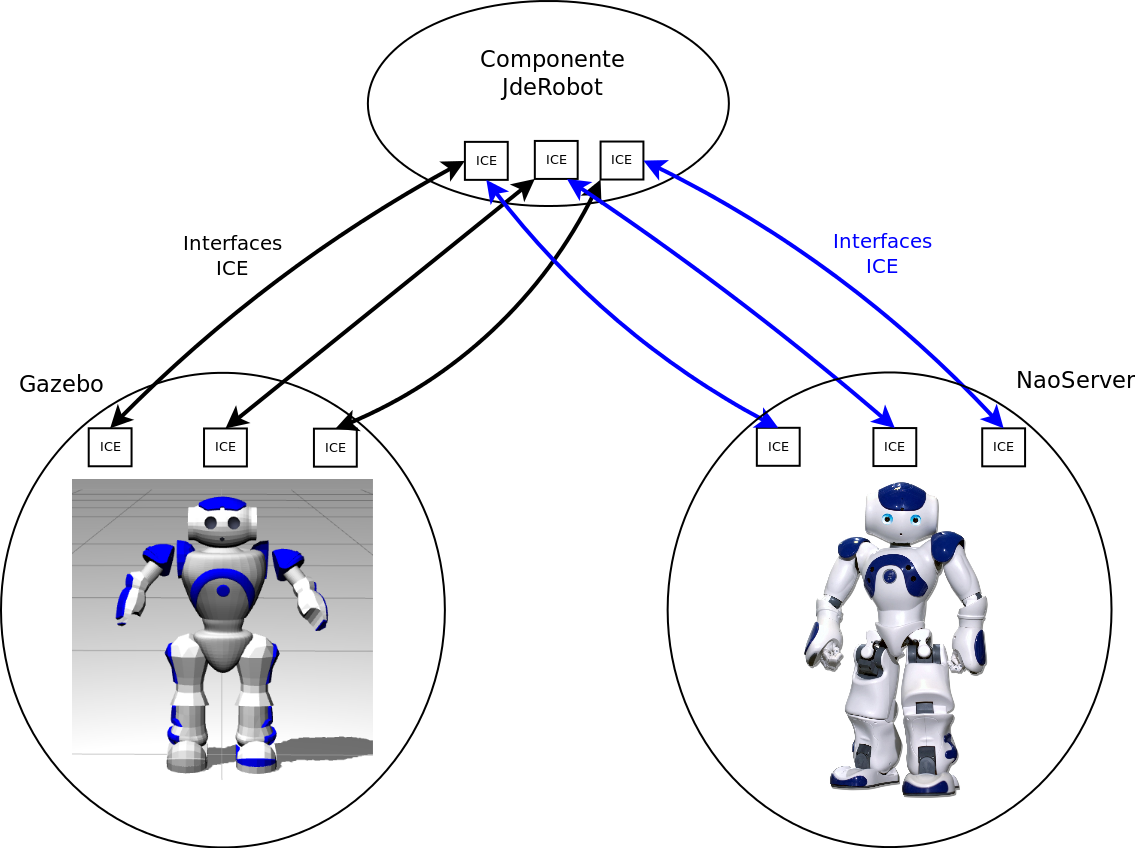 Componente
JdeRobot
ICE
ICE
ICE
Interfaces
ICE
Interfaces
ICE
Gazebo
NaoServer
ICE
ICE
ICE
ICE
ICE
ICE